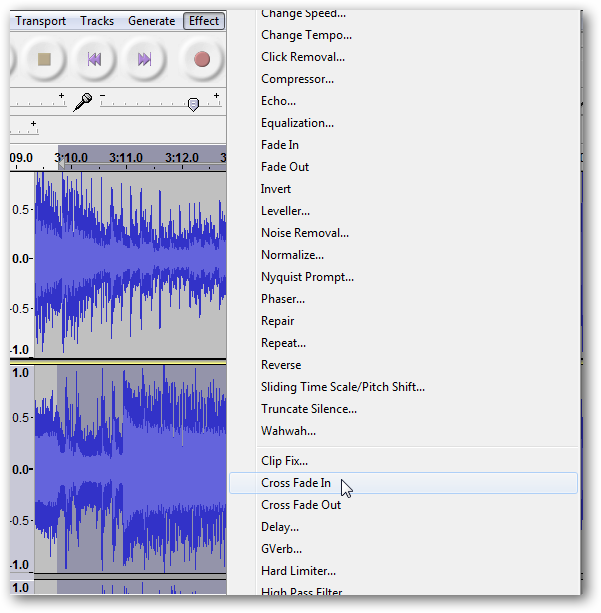 Transport Tracks Generate Effect
Change Speed...
Change Tempo...
Click Removal...
Compressor...
Echo...
Equalization...
Fade In
Fade Out
Invert
Leveller...
Noise Removal...
Normalize...
Nyquist Prompt...
Phaser...
Repair
Repeat...
Reverse
Sliding Time Scale/Pitch Shift...
Truncate Silence...
Wahwah...
Clip Fix...
Cross Fade In
Cross Fade Out
Delay...
GVerb...
Hard Limiter...
High Pass Filter
+ - +
+
09.0 3:10.0 3:11.0 3:12.0 3
0.5
0.0
-0.5
-1.0
1.0
0.5
0.0
-0.5
-1.0
1.0